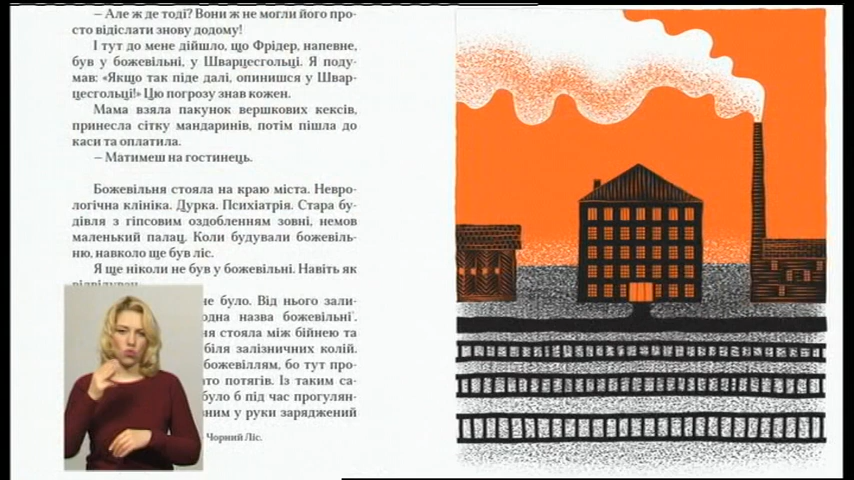 – Але ж де тоді? Вони ж не могли його про-
сто відіслати знову додому!
І тут до мене дійшло, що Фрідер, напевне,
був у божевільні, у Шварцесгольці. Я поду-
мав: «Якщо так піде далі, опинишся у Швар-
цесгольці!» Цю погрозу знав кожен.
Мама взяла пакунок вершкових кексів,
принесла сітку мандаринів, потім пішла до
каси та оплатила.
– Матимеш на гостинець.
Божевільня стояла на краю міста. Невро-
логічна клініка. Дурка. Психіатрія. Стара бу-
дівля з гіпсовим оздобленням зовні, немов
маленький палац. Коли будували божевіль-
ню, навколо ще був ліс.
Я ще ніколи не був у божевільні. Навіть як
не було. Від нього зали-
одна назва божевільні
стояла між бійнею та
біля залізничних колій.
божевіллям, бо тут про-
потягів. Із таким са-
було б під час прогулян-
у руки заряджений
Чорний Ліс.